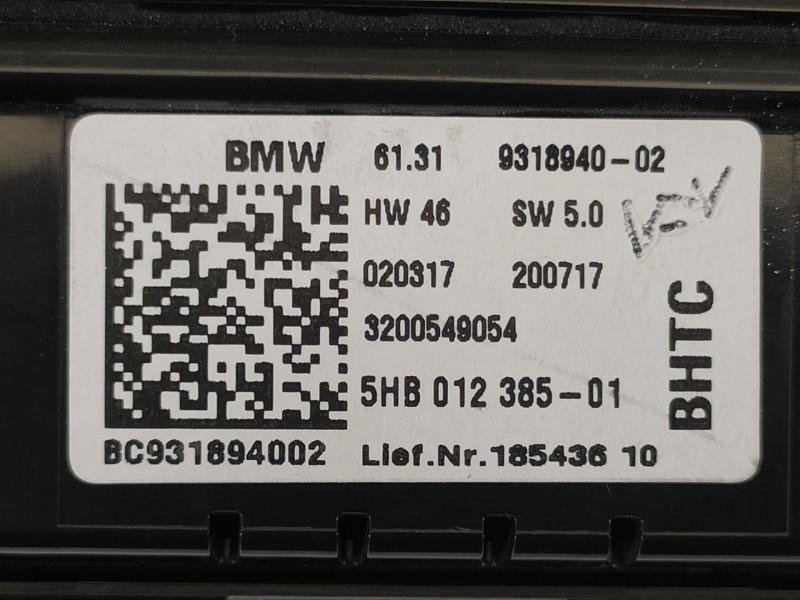 BMW 61.31 9318940-02
HW 46 SW 5.0
020317 200717
3200549054
5HB 012 385-01
BC931894002 Lief.Nr.185436 10
BHTC